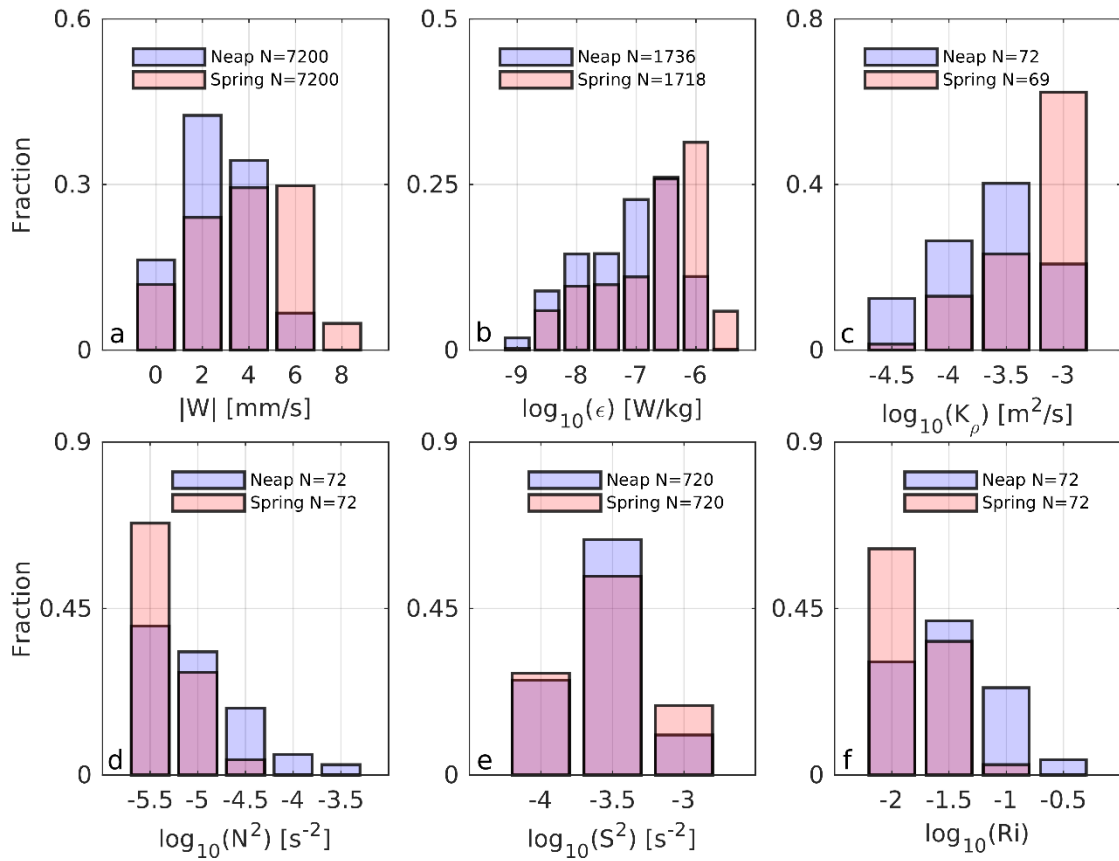 0.6
0.3
0
Fraction
Neap N=7200
Spring N=7200
a
0 2 4 6 8
|W| [mm/s]
0.5
0.25
0
Neap N=1736
Spring N=1718
b
-9 -8 -7 -6
log10(ϵ) [W/kg]
0.8
0.4
0
Neap N=72
Spring N=69
c
-4.5 -4 -3.5 -3
log10(Kρ) [m²/s]
0.9
0.45
0
Fraction
Neap N=72
Spring N=72
d
-5.5 -5 -4.5 -4 -3.5
log10(N²) [s⁻²]
0.9
0.45
0
Neap N=720
Spring N=720
e
-4 -3.5 -3
log10(S²) [s⁻²]
0.9
0.45
0
Neap N=72
Spring N=72
f
-2 -1.5 -1 -0.5
log10(Ri)